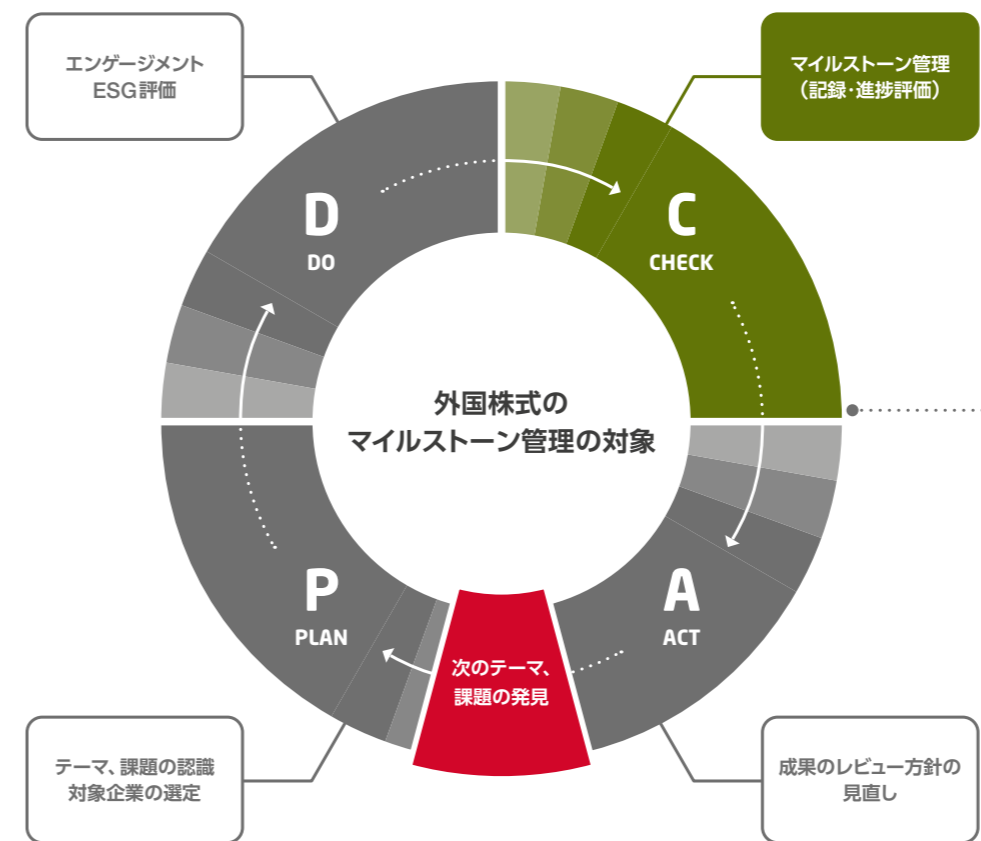 エンゲージメント
ESG評価
マイルストーン管理
（記録・進捗評価）
D
DO
C
CHECK
外国株式の
マイルストーン管理の対象
P
PLAN
A
ACT
次のテーマ、
課題の発見
テーマ、課題の認識
対象企業の選定
成果のレビュー方針の
見直し